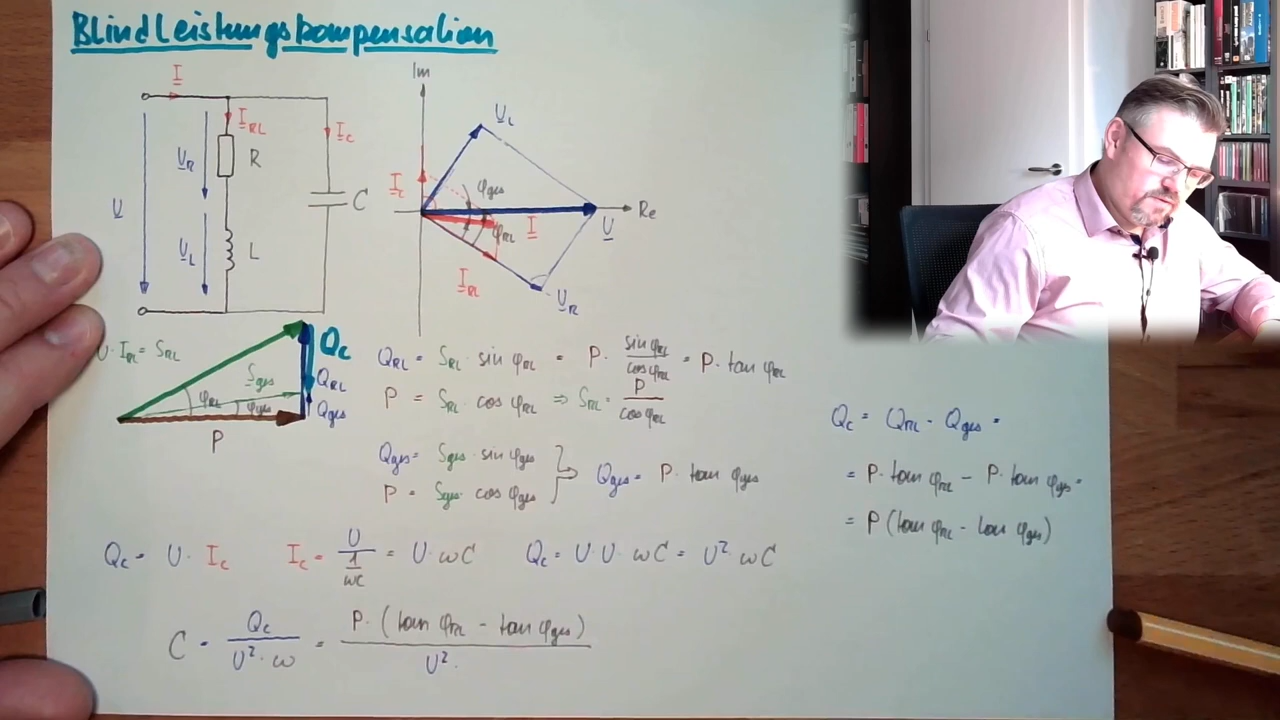 Blindleistungskompensation
I
I_RL
I_C
U_R
R
U
C
U_L
L
Im
U_L
I_C
φ_ges
Re
φ_RL
I
U
I_RL
U_R
U · I_RL = S_RL
Q_C
S_ges
Q_RL
φ_RL
φ_ges
Q_ges
P
Q_RL = S_RL · sin φ_RL = P · sin φ_RL / cos φ_RL = P · tan φ_RL
P = S_RL · cos φ_RL ⇒ S_RL = P / cos φ_RL
Q_ges = S_ges · sin φ_ges
P = S_ges · cos φ_ges
Q_ges = P · tan φ_ges
Q_C = Q_RL - Q_ges =
= P · tan φ_RL - P · tan φ_ges =
= P (tan φ_RL - tan φ_ges)
Q_C = U · I_C I_C = U / (1 / ωC) = U · ωC Q_C = U · U · ωC = U² · ωC
C = Q_C / (U² · ω) = P · (tan φ_RL - tan φ_ges) / U² ·